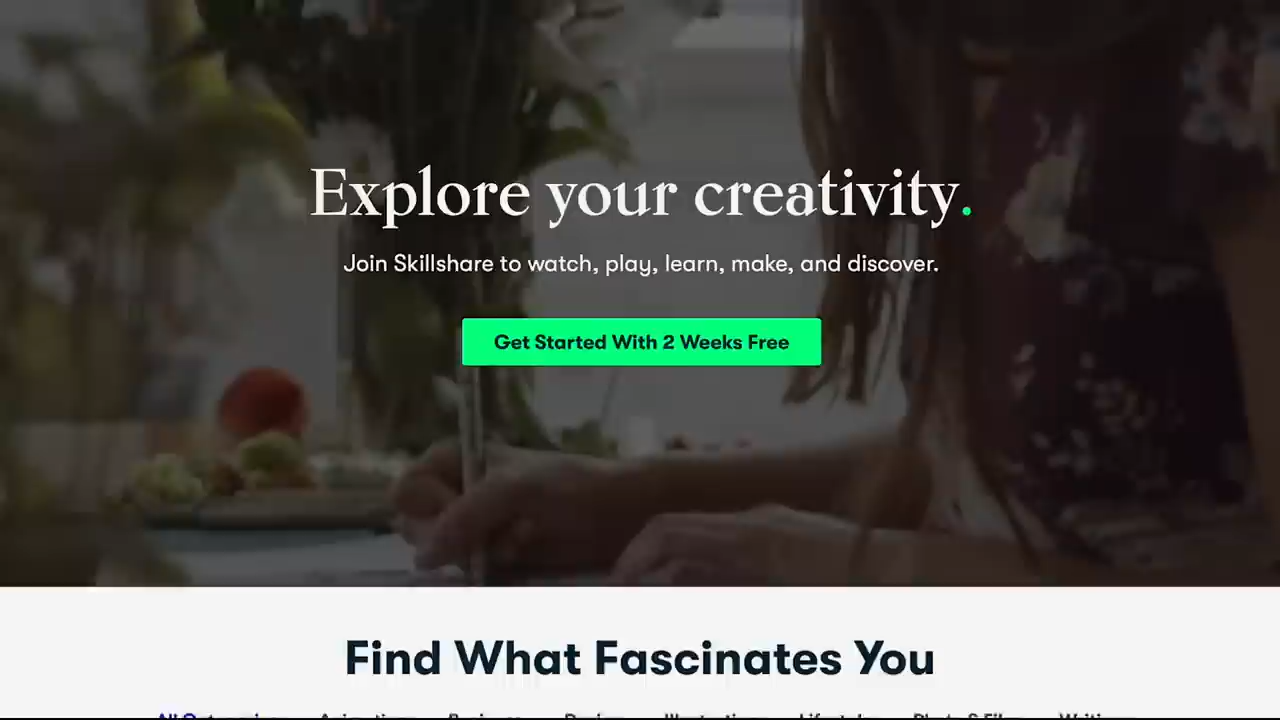 Explore your creativity.
Join Skillshare to watch, play, learn, make, and discover.
Get Started With 2 Weeks Free
Find What Fascinates You